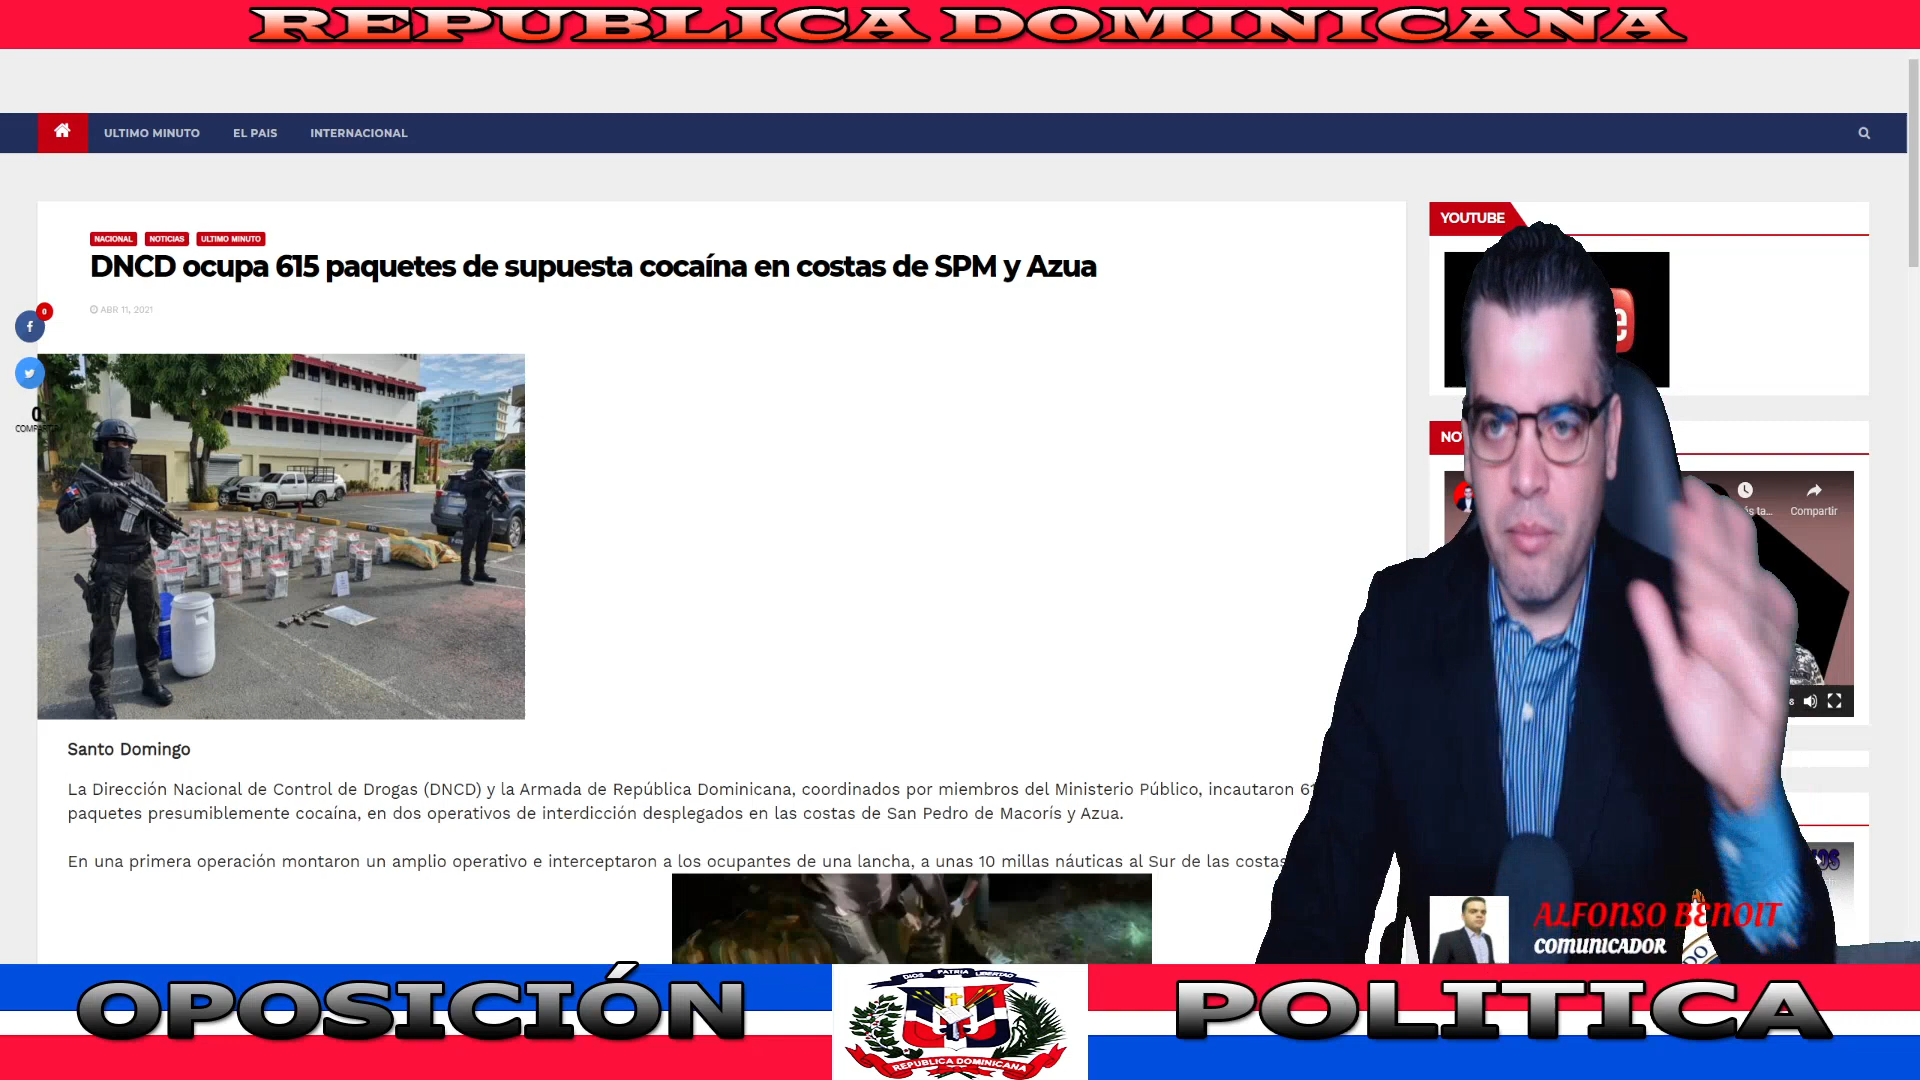 REPUBLICA DOMINICANA
ULTIMO MINUTO
EL PAIS
INTERNACIONAL
NACIONAL
NOTICIAS
ULTIMO MINUTO
DNCD ocupa 615 paquetes de supuesta cocaína en costas de SPM y Azua
ABR 11, 2021
0
0
YOUTUBE
Compartir
Santo Domingo
La Dirección Nacional de Control de Drogas (DNCD) y la Armada de República Dominicana, coordinados por miembros del Ministerio Público, incautaron
paquetes presumiblemente cocaína, en dos operativos de interdicción desplegados en las costas de San Pedro de Macorís y Azua.
En una primera operación montaron un amplio operativo e interceptaron a los ocupantes de una lancha, a unas 10 millas náuticas al Sur de las costas
ALFONSO BENOIT
COMUNICADOR
OPOSICIÓN
DIOS PATRIA LIBERTAD
REPUBLICA DOMINICANA
POLITICA